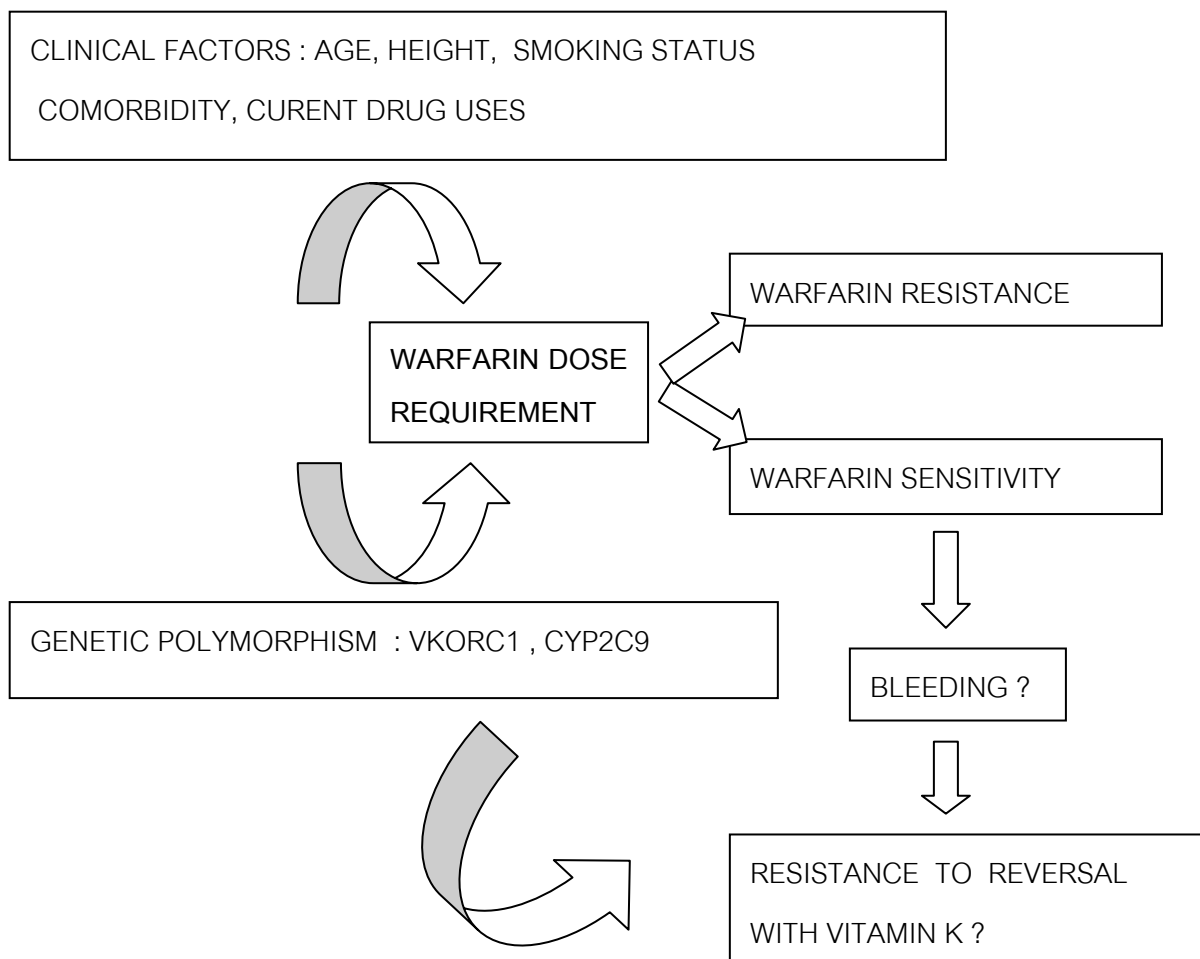 CLINICAL FACTORS : AGE, HEIGHT, SMOKING STATUS
COMORBIDITY, CURENT DRUG USES
WARFARIN RESISTANCE
WARFARIN DOSE
REQUIREMENT
WARFARIN SENSITIVITY
GENETIC POLYMORPHISM : VKORC1 , CYP2C9
BLEEDING ?
RESISTANCE TO REVERSAL
WITH VITAMIN K ?